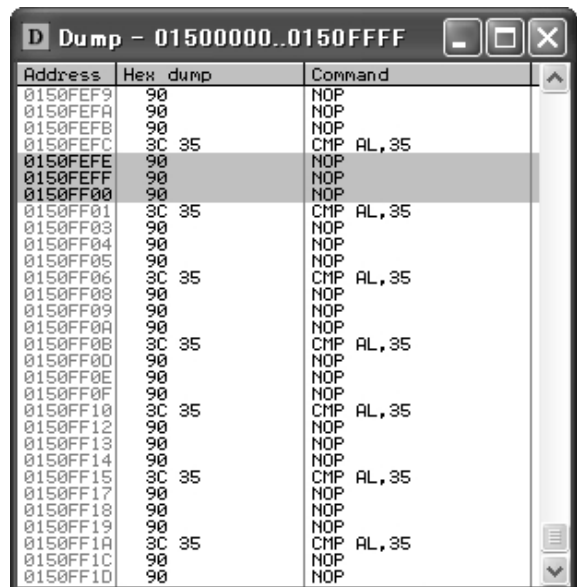 D Dump - 01500000..0150FFFF
Address Hex dump Command
0150FEF9 90 NOP
0150FEFA 90 NOP
0150FEFB 90 NOP
0150FEFC 3C 35 CMP AL,35
0150FEFE 90 NOP
0150FEFF 90 NOP
0150FF00 90 NOP
0150FF01 3C 35 CMP AL,35
0150FF03 90 NOP
0150FF04 90 NOP
0150FF05 90 NOP
0150FF06 3C 35 CMP AL,35
0150FF08 90 NOP
0150FF09 90 NOP
0150FF0A 90 NOP
0150FF0B 3C 35 CMP AL,35
0150FF0D 90 NOP
0150FF0E 90 NOP
0150FF0F 90 NOP
0150FF10 3C 35 CMP AL,35
0150FF12 90 NOP
0150FF13 90 NOP
0150FF14 90 NOP
0150FF15 3C 35 CMP AL,35
0150FF17 90 NOP
0150FF18 90 NOP
0150FF19 90 NOP
0150FF1A 3C 35 CMP AL,35
0150FF1C 90 NOP
0150FF1D 90 NOP